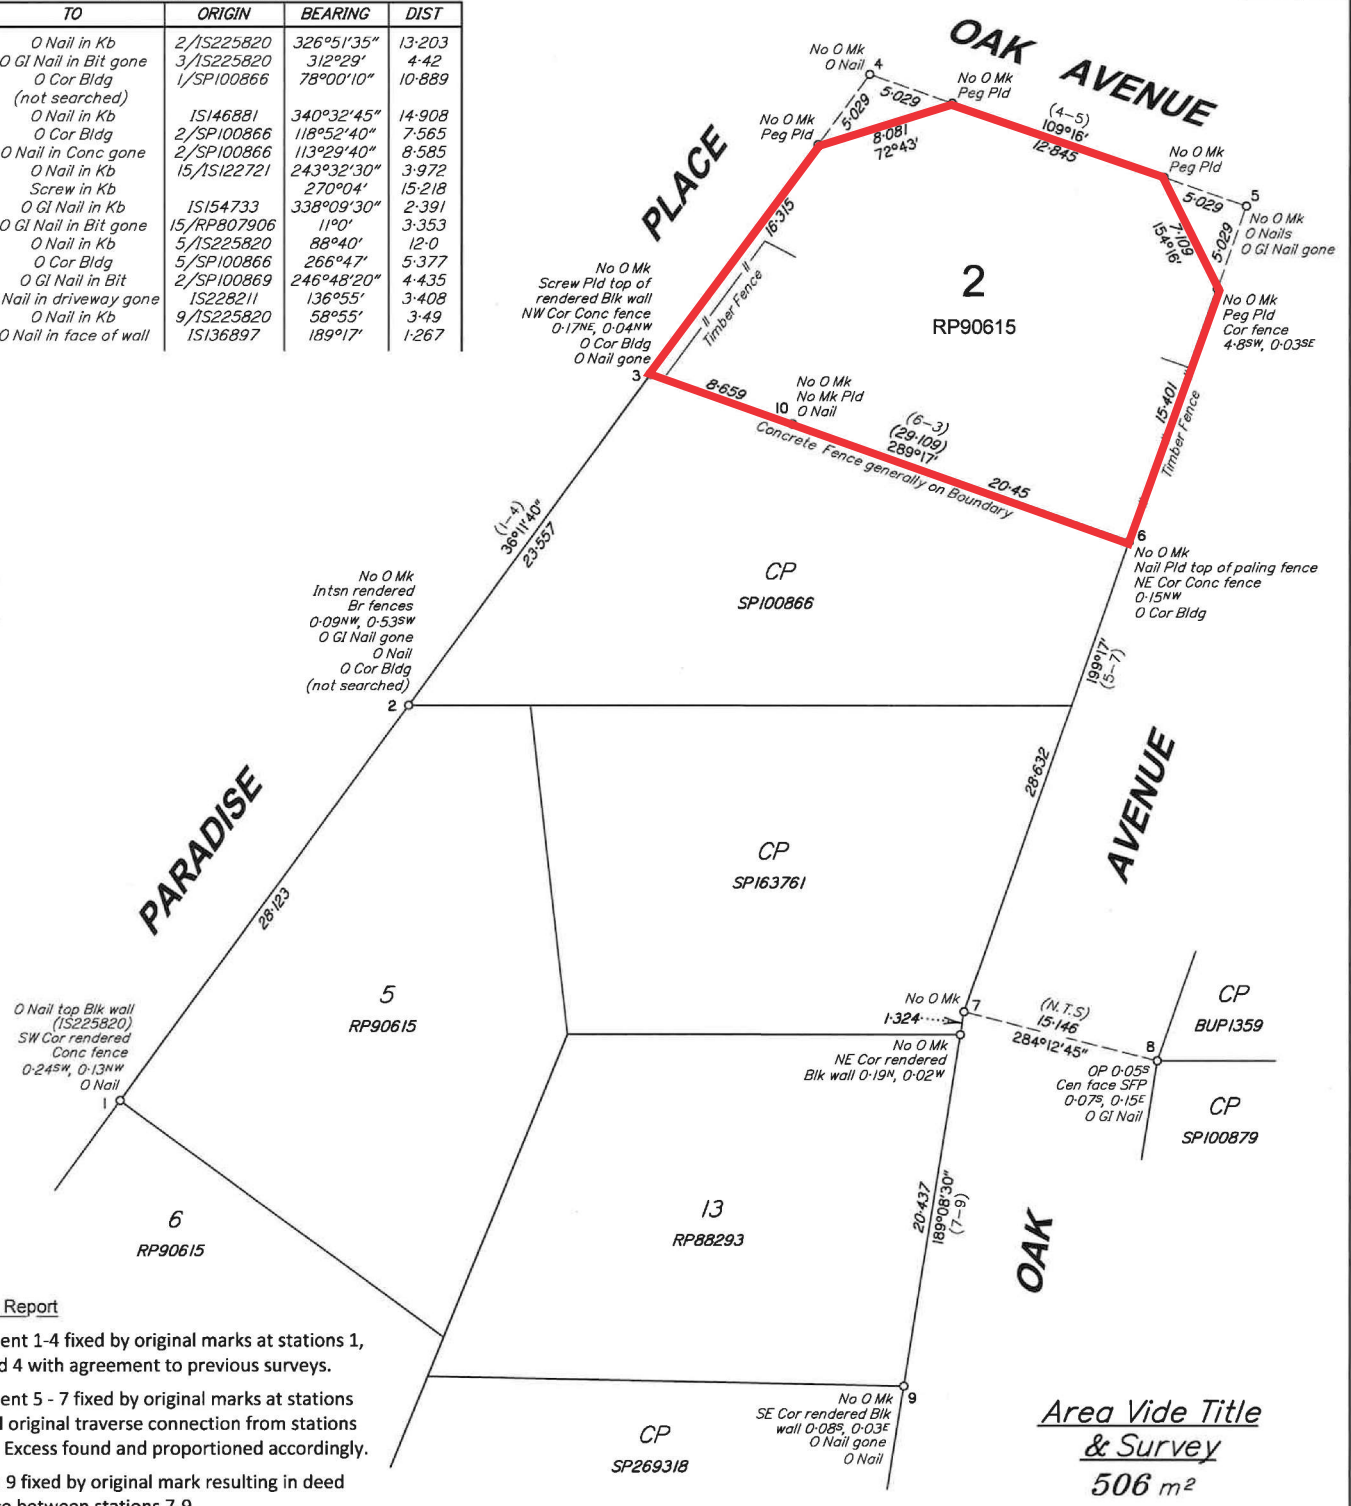 TO ORIGIN BEARING DIST
O Nail in Kb 2/IS225820 326°51'35" 13·203
O GI Nail in Bit gone 3/IS225820 312°29' 4·42
O Cor Bldg 1/SP100866 78°00'10" 10·889
(not searched)
O Nail in Kb IS146881 340°32'45" 14·908
O Cor Bldg 2/SP100866 118°52'40" 7·565
O Nail in Conc gone 2/SP100866 113°29'40" 8·585
O Nail in Kb 15/IS122721 243°32'30" 3·972
Screw in Kb 270°04' 15·218
O GI Nail in Kb IS154733 338°09'30" 2·391
O GI Nail in Bit gone 15/RP807906 11°0' 3·353
O Nail in Kb 5/IS225820 88°40' 12·0
O Cor Bldg 5/SP100866 266°47' 5·377
O GI Nail in Bit 2/SP100869 246°48'20" 4·435
Nail in driveway gone IS228211 136°55' 3·408
O Nail in Kb 9/IS225820 58°55' 3·49
O Nail in face of wall IS136897 189°17' 1·267
OAK AVENUE
No O Mk
O Nail
4
5·029
5·029
No O Mk
Peg Pld
No O Mk
Peg Pld
8·081
72°43'
(4-5)
109°16'
12·845
No O Mk
Peg Pld
5·029
5
No O Mk
O Nails
O GI Nail gone
5·029
7·109
154°16'
PLACE
16·315
Timber Fence
2
RP90615
No O Mk
Peg Pld
Cor fence
4·8SW, 0·03SE
No O Mk
Screw Pld top of
rendered Blk wall
NW Cor Conc fence
0·17NE, 0·04NW
O Cor Bldg
O Nail gone
3
8·659
No O Mk
No Mk Pld
10 O Nail
(6-3)
(29·109)
289°17'
20·45
Concrete Fence generally on Boundary
15·401
Timber Fence
6
No O Mk
Nail Pld top of paling fence
NE Cor Conc fence
0·15NW
O Cor Bldg
(1-4)
36°11'40"
23·557
CP
SP100866
No O Mk
Intsn rendered
Br fences
0·09NW, 0·53SW
O GI Nail gone
O Nail
O Cor Bldg
(not searched)
2
199°17'
(5-7)
28·632
AVENUE
PARADISE
28·123
CP
SP163761
5
RP90615
O Nail top Blk wall
(IS225820)
SW Cor rendered
Conc fence
0·24SW, 0·13NW
O Nail
1
No O Mk
7
1·324
No O Mk
NE Cor rendered
Blk wall 0·19N, 0·02W
(N.T.S)
15·146
284°12'45"
8
OP 0·05S
Cen face SFP
0·07S, 0·15E
O GI Nail
CP
BUP1359
CP
SP100879
6
RP90615
13
RP88293
20·437
189°08'30"
(7-9)
OAK
Report
ent 1-4 fixed by original marks at stations 1,
d 4 with agreement to previous surveys.
ent 5 - 7 fixed by original marks at stations
l original traverse connection from stations
Excess found and proportioned accordingly.
9 fixed by original mark resulting in deed
between stations 7-9
CP
SP269318
No O Mk
SE Cor rendered Blk
wall 0·08S, 0·03E
O Nail gone
O Nail
9
Area Vide Title
& Survey
506 m²